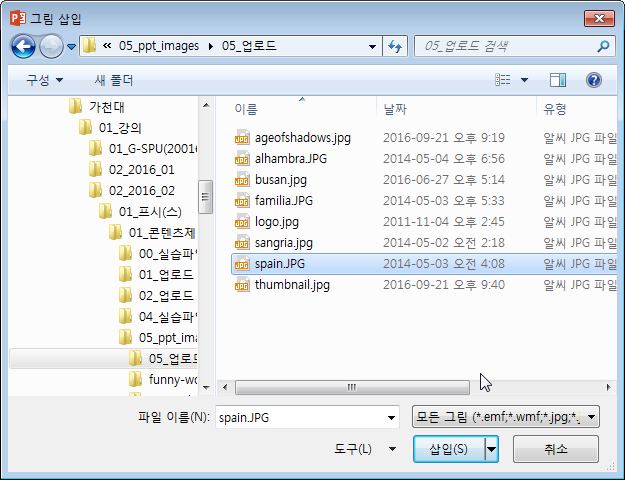 그림 삽입
« 05_ppt_images ▸ 05_업로드
05_업로드 검색
구성 새 폴더
이름 날짜 유형
가천대
01_강의
01_G-SPU(20016
02_2016_01
02_2016_02
01_프시(스)
01_콘텐츠제
00_실습파일
01_업로드
02_업로드
04_실습파일
05_ppt_ima
05_업로드
funny-wo
ageofshadows.jpg 2016-09-21 오후 9:19 알씨 JPG 파일
alhambra.JPG 2014-05-04 오후 6:56 알씨 JPG 파일
busan.jpg 2016-06-27 오후 5:14 알씨 JPG 파일
familia.JPG 2014-05-03 오후 5:33 알씨 JPG 파일
logo.jpg 2011-11-04 오후 2:45 알씨 JPG 파일
sangria.jpg 2014-05-02 오전 2:18 알씨 JPG 파일
spain.JPG 2014-05-03 오전 4:08 알씨 JPG 파일
thumbnail.jpg 2016-09-21 오후 9:40 알씨 JPG 파일
파일 이름(N): spain.JPG 모든 그림 (*.emf;*.wmf;*.jpg;*.
도구(L) 삽입(S) 취소